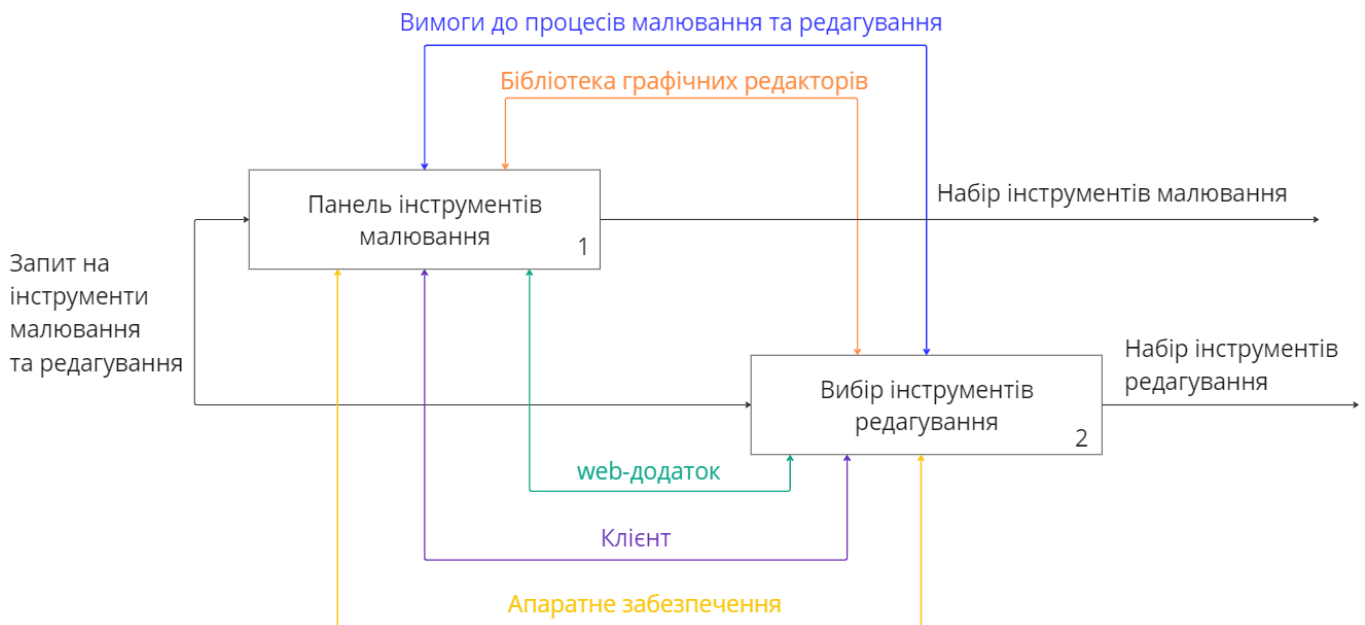 Вимоги до процесів малювання та редагування
Бібліотека графічних редакторів
Панель інструментів
малювання
1
Набір інструментів малювання
Запит на
інструменти
малювання
та редагування
Набір інструментів
редагування
Вибір інструментів
редагування
2
web-додаток
Клієнт
Апаратне забезпечення